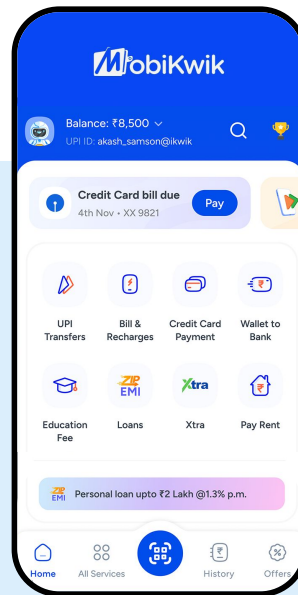 MobiKwik
Balance: ₹8,500
UPI ID: akash_samson@ikwik
Credit Card bill due
4th Nov • XX 9821
Pay
UPI
Transfers
Bill &
Recharges
Credit Card
Payment
Wallet to
Bank
ZIP
EMI
Xtra
Education
Fee
Loans
Xtra
Pay Rent
ZIP
EMI
Personal loan upto ₹2 Lakh @1.3% p.m.
Home
All Services
History
Offers